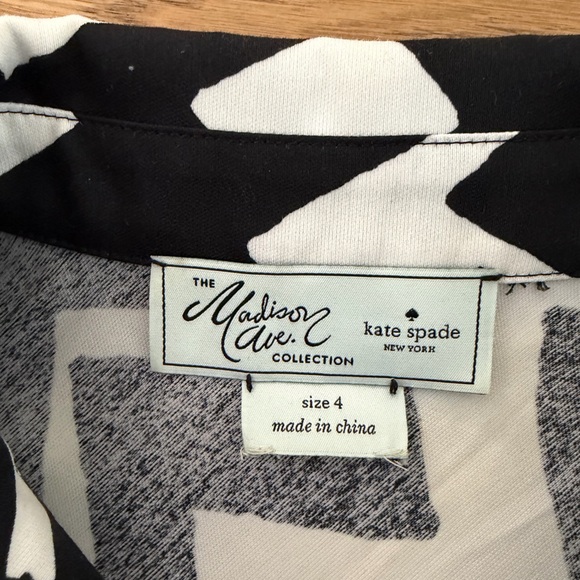 THE
Madison
Ave.
COLLECTION
kate spade
NEW YORK
size 4
made in china